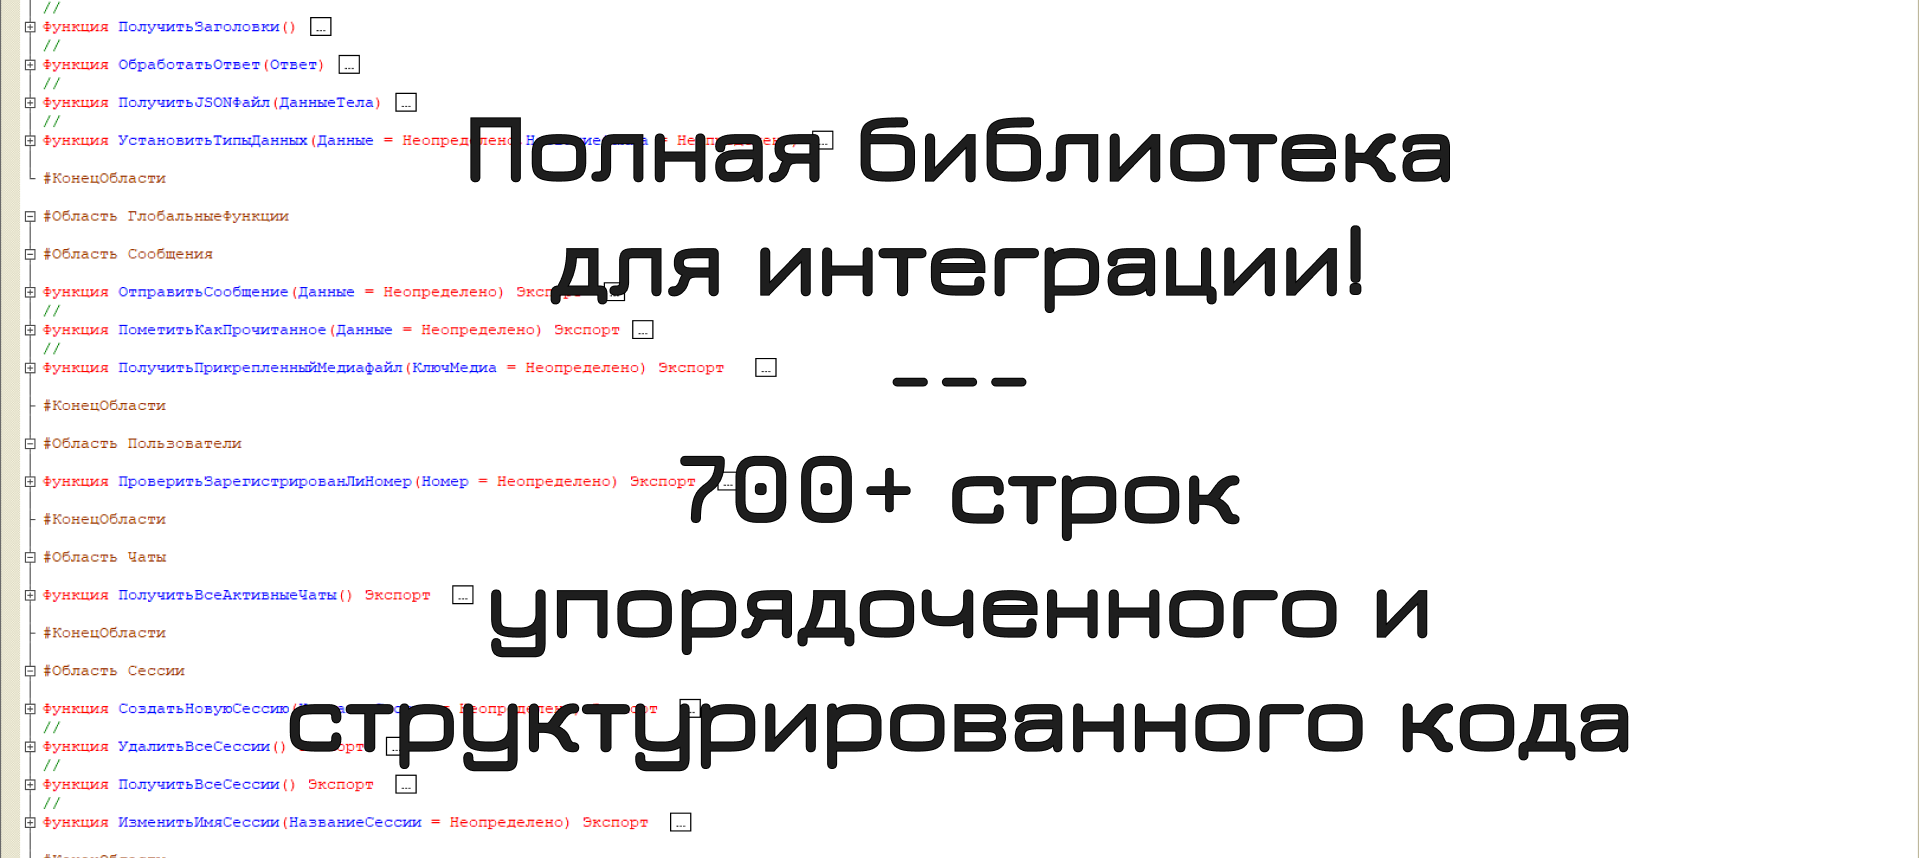 //
Функция ПолучитьЗаголовки() ...
//
Функция ОбработатьОтвет(Ответ) ...
//
Функция ПолучитьJSONФайл(ДанныеТела) ...
//
Функция УстановитьТипыДанных(Данные = ...
#КонецОбласти
#Область ГлобальныеФункции
#Область Сообщения
Функция ОтправитьСообщение(Данные = Неопределено)
//
Функция ПометитьКакПрочитанное(Данные = Неопределено) Экспорт ...
//
Функция ПолучитьПрикрепленныйМедиафайл(КлючМедиа = Неопределено) Экспорт ...
#КонецОбласти
#Область Пользователи
Функция ПроверитьЗарегистрированЛиНомер(Номер = Неопределено) Экспорт ...
#КонецОбласти
#Область Чаты
Функция ПолучитьВсеАктивныеЧаты() Экспорт ...
#КонецОбласти
#Область Сессии
Функция СоздатьНовуюСессию(
//
Функция УдалитьВсеСессии()
//
Функция ПолучитьВсеСессии() Экспорт ...
//
Функция ИзменитьИмяСессии(НазваниеСессии = Неопределено) Экспорт ...
Полная библиотека
для интеграции!
---
700+ строк
упорядоченного и
структурированного кода